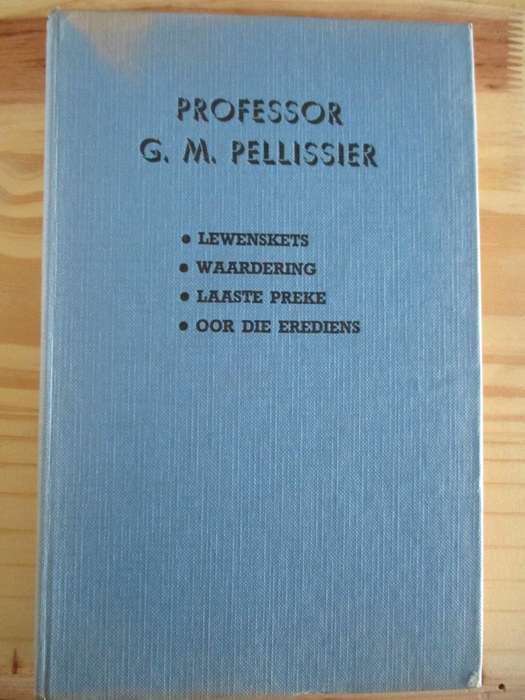 PROFESSOR
G. M. PELLISSIER
• LEWENSKETS
• WAARDERING
• LAASTE PREKE
• OOR DIE EREDIENS